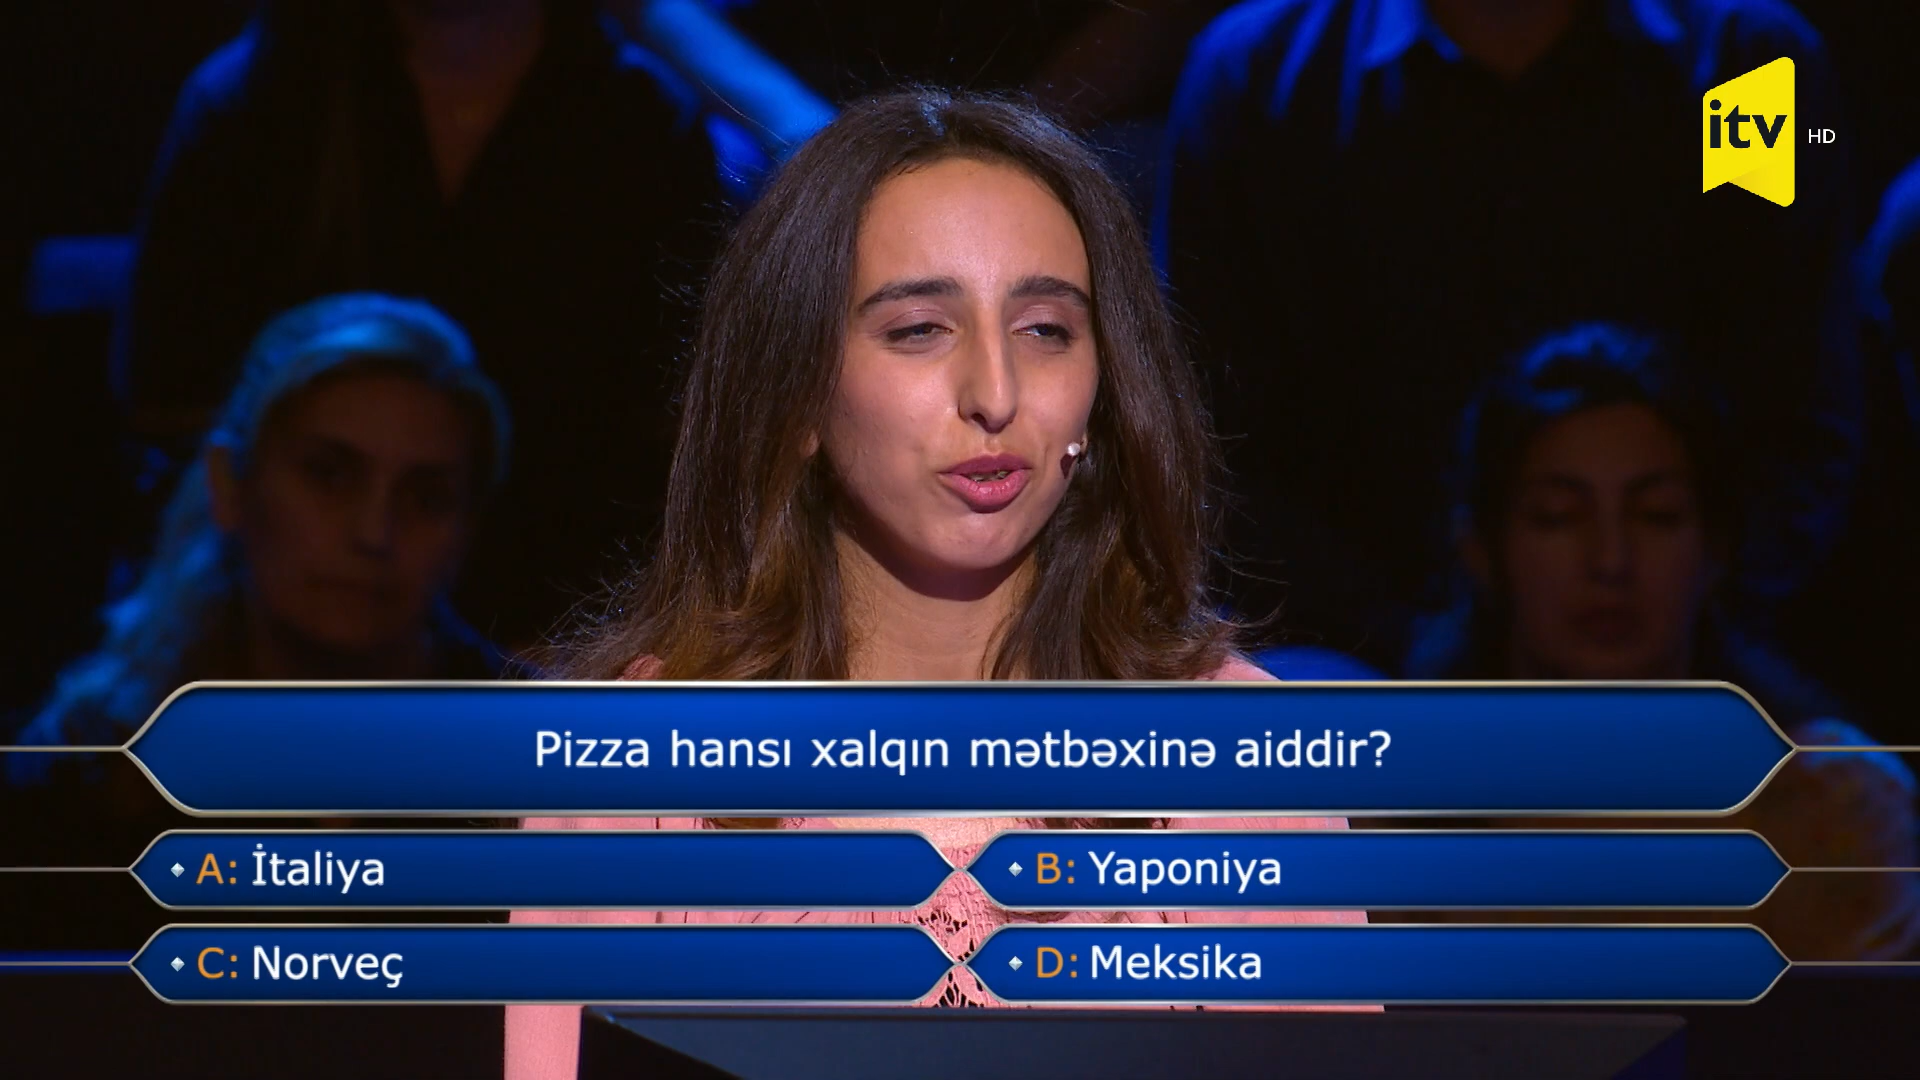 itv HD
Pizza hansı xalqın mətbəxinə aiddir?
A: İtaliya
B: Yaponiya
C: Norveç
D: Meksika